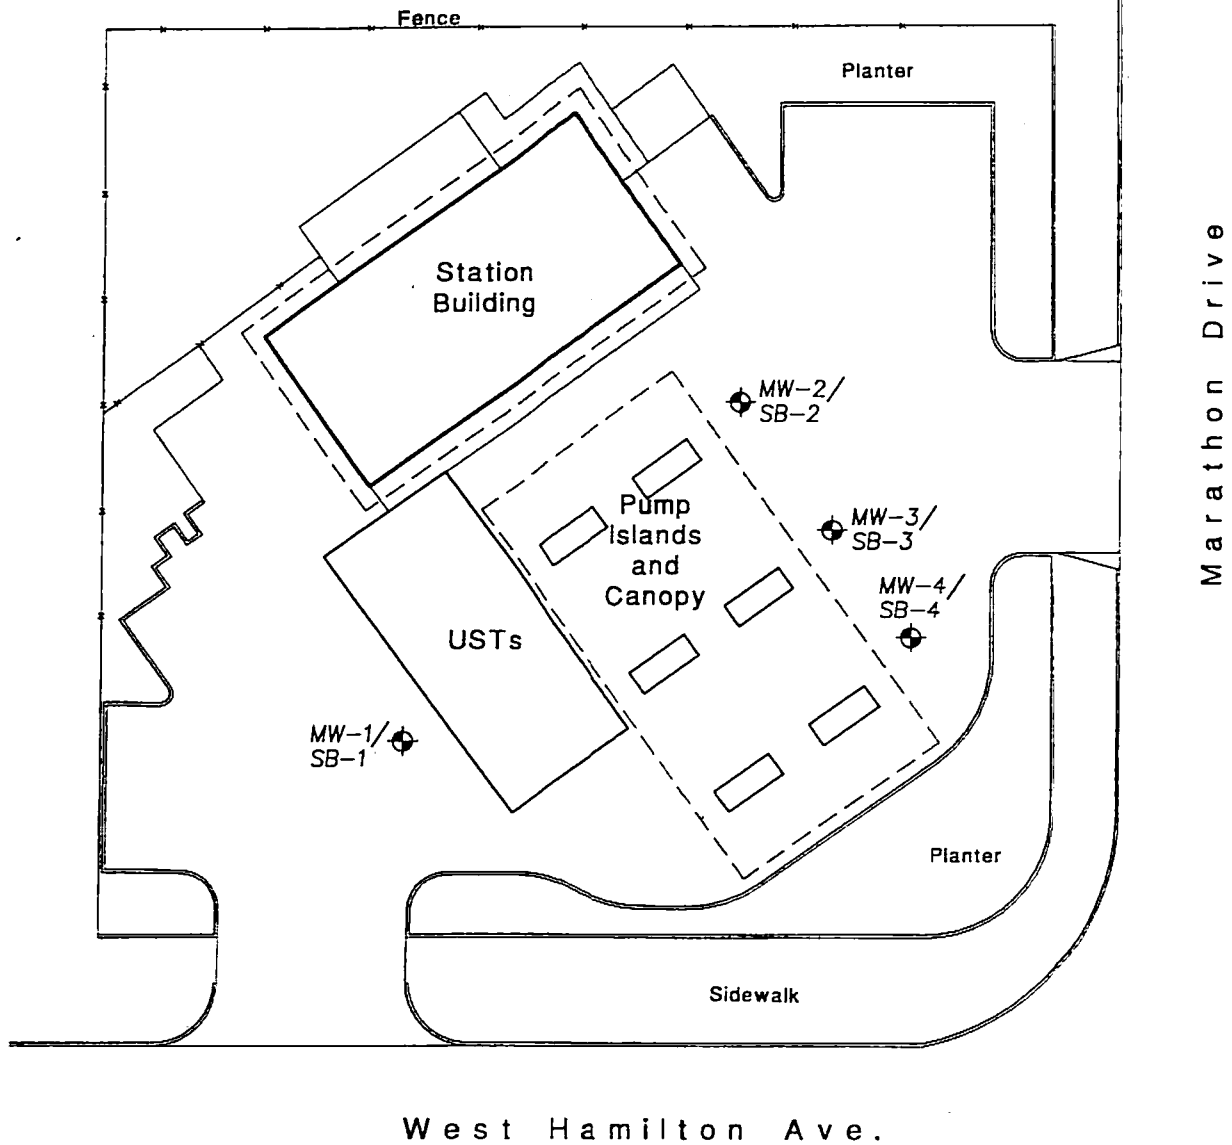 Fence
Planter
Marathon Drive
Station
Building
MW-2/
SB-2
Pump
Islands
and
Canopy
MW-3/
SB-3
MW-4/
SB-4
USTs
MW-1/
SB-1
Planter
Sidewalk
West Hamilton Ave.